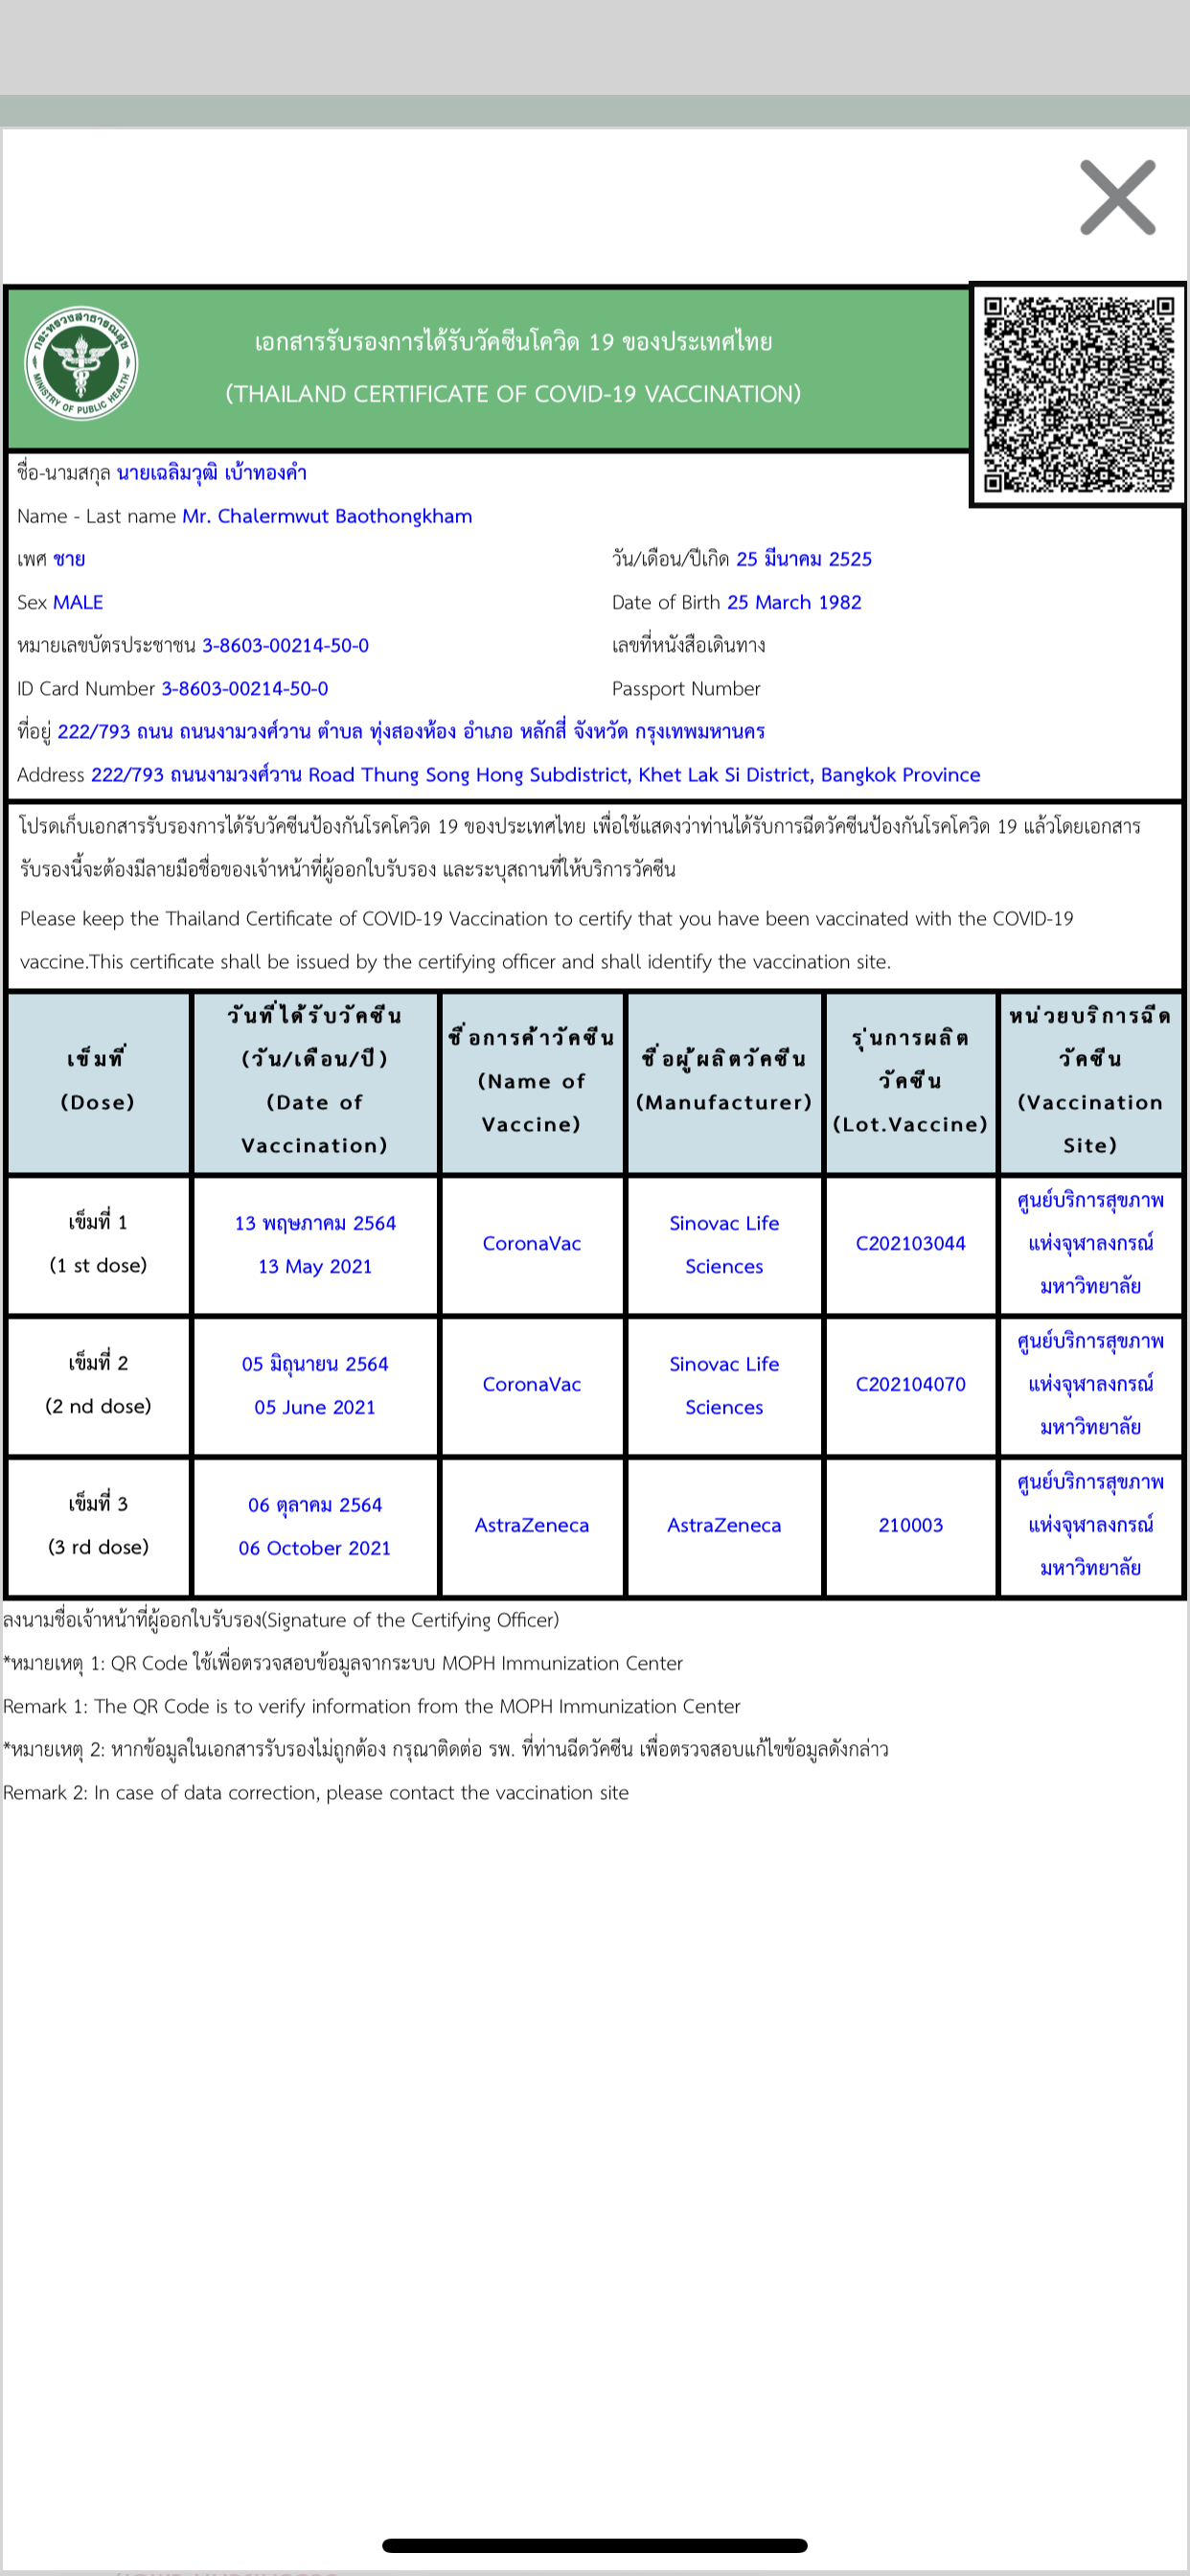 กระทรวงสาธารณสุข
MINISTRY OF PUBLIC HEALTH
เอกสารรับรองการได้รับวัคซีนโควิด 19 ของประเทศไทย
(THAILAND CERTIFICATE OF COVID-19 VACCINATION)
ชื่อ-นามสกุล นายเฉลิมวุฒิ เบ้าทองคำ
Name - Last name Mr. Chalermwut Baothongkham
เพศ ชาย วัน/เดือน/ปีเกิด 25 มีนาคม 2525
Sex MALE Date of Birth 25 March 1982
หมายเลขบัตรประชาชน 3-8603-00214-50-0 เลขที่หนังสือเดินทาง
ID Card Number 3-8603-00214-50-0 Passport Number
ที่อยู่ 222/793 ถนน ถนนงามวงศ์วาน ตำบล ทุ่งสองห้อง อำเภอ หลักสี่ จังหวัด กรุงเทพมหานคร
Address 222/793 ถนนงามวงศ์วาน Road Thung Song Hong Subdistrict, Khet Lak Si District, Bangkok Province
โปรดเก็บเอกสารรับรองการได้รับวัคซีนป้องกันโรคโควิด 19 ของประเทศไทย เพื่อใช้แสดงว่าท่านได้รับการฉีดวัคซีนป้องกันโรคโควิด 19 แล้วโดยเอกสาร
รับรองนี้จะต้องมีลายมือชื่อของเจ้าหน้าที่ผู้ออกใบรับรอง และระบุสถานที่ให้บริการวัคซีน
Please keep the Thailand Certificate of COVID-19 Vaccination to certify that you have been vaccinated with the COVID-19
vaccine.This certificate shall be issued by the certifying officer and shall identify the vaccination site.
เข็มที่
(Dose)
วันที่ได้รับวัคซีน
(วัน/เดือน/ปี)
(Date of
Vaccination)
ชื่อการค้าวัคซีน
(Name of
Vaccine)
ชื่อผู้ผลิตวัคซีน
(Manufacturer)
รุ่นการผลิต
วัคซีน
(Lot.Vaccine)
หน่วยบริการฉีด
วัคซีน
(Vaccination
Site)
เข็มที่ 1
(1 st dose)
13 พฤษภาคม 2564
13 May 2021
CoronaVac
Sinovac Life
Sciences
C202103044
ศูนย์บริการสุขภาพ
แห่งจุฬาลงกรณ์
มหาวิทยาลัย
เข็มที่ 2
(2 nd dose)
05 มิถุนายน 2564
05 June 2021
CoronaVac
Sinovac Life
Sciences
C202104070
ศูนย์บริการสุขภาพ
แห่งจุฬาลงกรณ์
มหาวิทยาลัย
เข็มที่ 3
(3 rd dose)
06 ตุลาคม 2564
06 October 2021
AstraZeneca
AstraZeneca
210003
ศูนย์บริการสุขภาพ
แห่งจุฬาลงกรณ์
มหาวิทยาลัย
ลงนามชื่อเจ้าหน้าที่ผู้ออกใบรับรอง(Signature of the Certifying Officer)
*หมายเหตุ 1: QR Code ใช้เพื่อตรวจสอบข้อมูลจากระบบ MOPH Immunization Center
Remark 1: The QR Code is to verify information from the MOPH Immunization Center
*หมายเหตุ 2: หากข้อมูลในเอกสารรับรองไม่ถูกต้อง กรุณาติดต่อ รพ. ที่ท่านฉีดวัคซีน เพื่อตรวจสอบแก้ไขข้อมูลดังกล่าว
Remark 2: In case of data correction, please contact the vaccination site